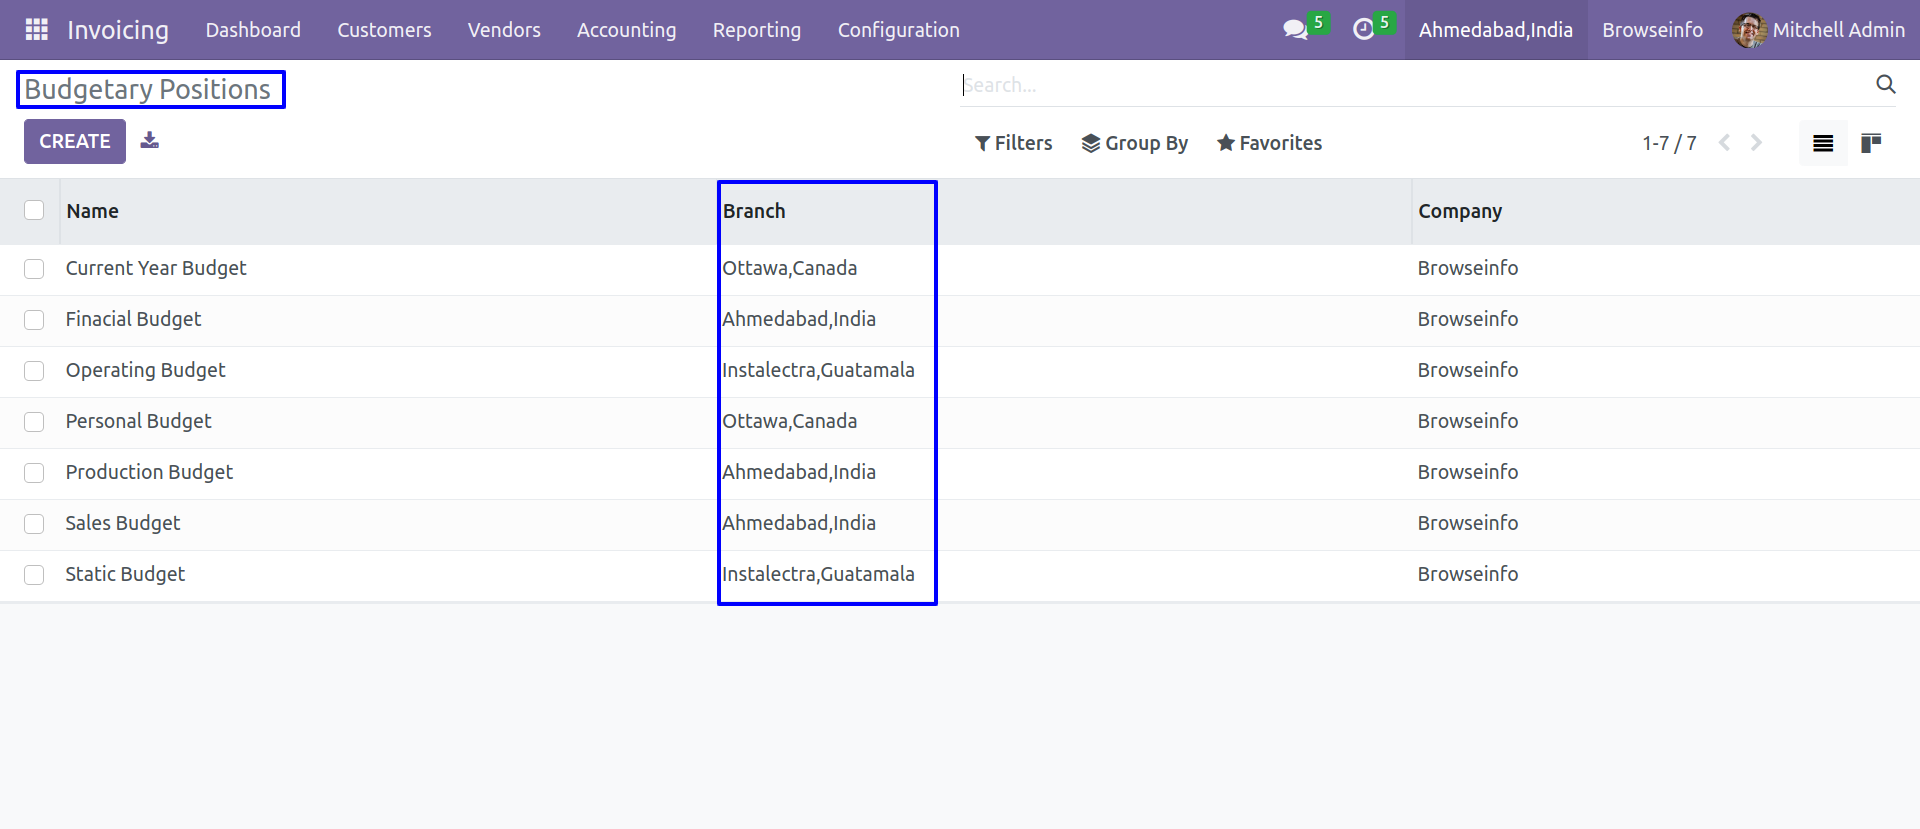 Invoicing Dashboard Customers Vendors Accounting Reporting Configuration 5 5 Ahmedabad,India Browseinfo Mitchell Admin
Budgetary Positions Search...
CREATE Filters Group By Favorites 1-7 / 7
Name Branch Company
Current Year Budget Ottawa,Canada Browseinfo
Finacial Budget Ahmedabad,India Browseinfo
Operating Budget Instalectra,Guatamala Browseinfo
Personal Budget Ottawa,Canada Browseinfo
Production Budget Ahmedabad,India Browseinfo
Sales Budget Ahmedabad,India Browseinfo
Static Budget Instalectra,Guatamala Browseinfo